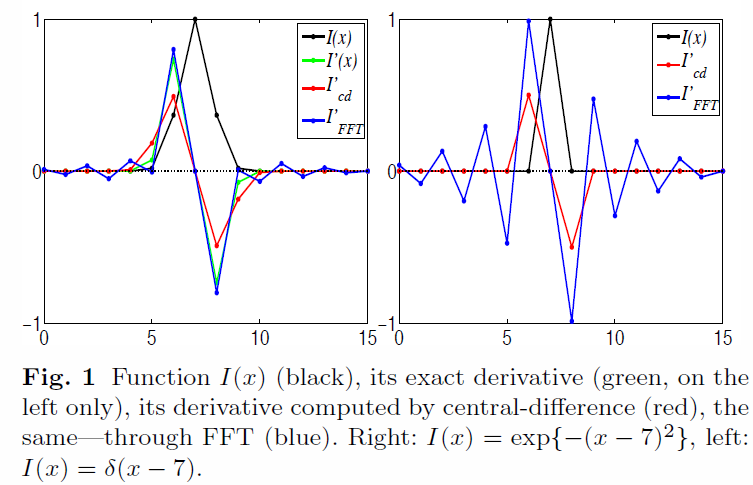 1
0
−1
0
5
10
15
I(x)
I'(x)
I'cd
I'FFT
1
0
−1
0
5
10
15
I(x)
I'cd
I'FFT
Fig. 1 Function I(x) (black), its exact derivative (green, on the
left only), its derivative computed by central-difference (red), the
same—through FFT (blue). Right: I(x) = exp{−(x − 7)²}, left:
I(x) = δ(x − 7).